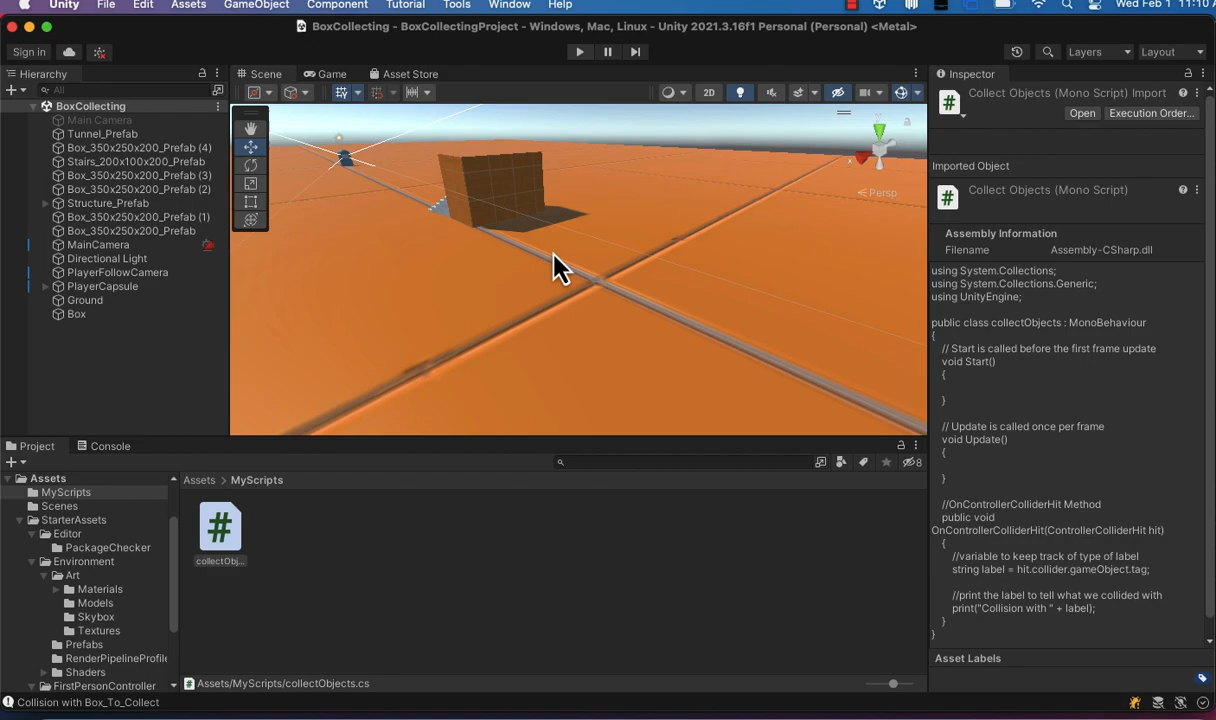 Unity File Edit Assets GameObject Component Tutorial Tools Window Help Wed Feb 1 11:10
BoxCollecting - BoxCollectingProject - Windows, Mac, Linux - Unity 2021.3.16f1 Personal (Personal) <Metal>
Sign in
Layers
Layout
Hierarchy
Scene
Game
Asset Store
Inspector
All
2D
BoxCollecting
Main Camera
Tunnel_Prefab
Box_350x250x200_Prefab (4)
Stairs_200x100x200_Prefab
Box_350x250x200_Prefab (3)
Box_350x250x200_Prefab (2)
Structure_Prefab
Box_350x250x200_Prefab (1)
Box_350x250x200_Prefab
MainCamera
Directional Light
PlayerFollowCamera
PlayerCapsule
Ground
Box
x
Persp
Collect Objects (Mono Script) Import
Open
Execution Order...
Imported Object
Collect Objects (Mono Script)
Assembly Information
Filename Assembly-CSharp.dll
using System.Collections;
using System.Collections.Generic;
using UnityEngine;
public class collectObjects : MonoBehaviour
{
// Start is called before the first frame update
void Start()
{
}
// Update is called once per frame
void Update()
{
}
//OnControllerColliderHit Method
public void
OnControllerColliderHit(ControllerColliderHit hit)
{
//variable to keep track of type of label
string label = hit.collider.gameObject.tag;
//print the label to tell what we collided with
print("Collision with " + label);
}
}
Asset Labels
Project
Console
8
Assets
MyScripts
Scenes
StarterAssets
Editor
PackageChecker
Environment
Art
Materials
Models
Skybox
Textures
Prefabs
RenderPipelineProfile
Shaders
FirstPersonController
Assets > MyScripts
#
collectObj...
Assets/MyScripts/collectObjects.cs
Collision with Box_To_Collect